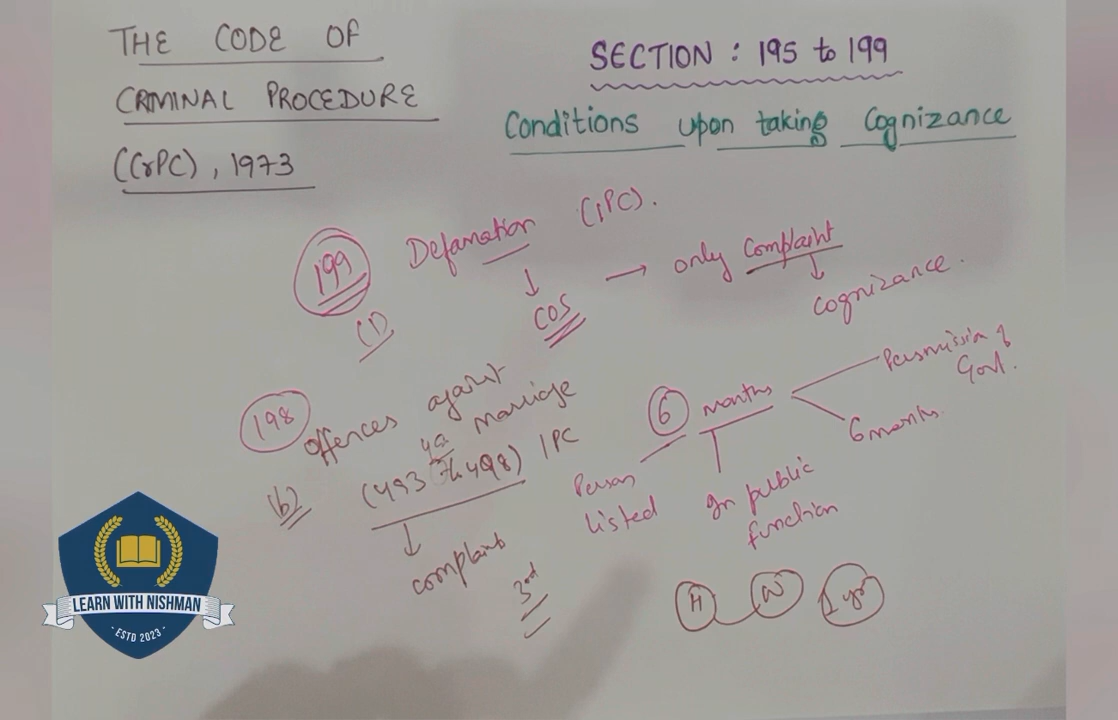 THE CODE OF
CRMINAL PROCEDURE
(CrPC), 1973
SECTION : 195 to 199
Conditions upon taking Cognizance
199 Defamation (IPC).
(1)
COS → only Complaint
Cognizance.
198 offences against
marriage
(493 498) IPC
(b)
complaint
3rd
6 months
Permission of
Govt.
6 months.
Person
listed
In public
function
H W 1 yr
LEARN WITH NISHMAN
· ESTD 2023 ·